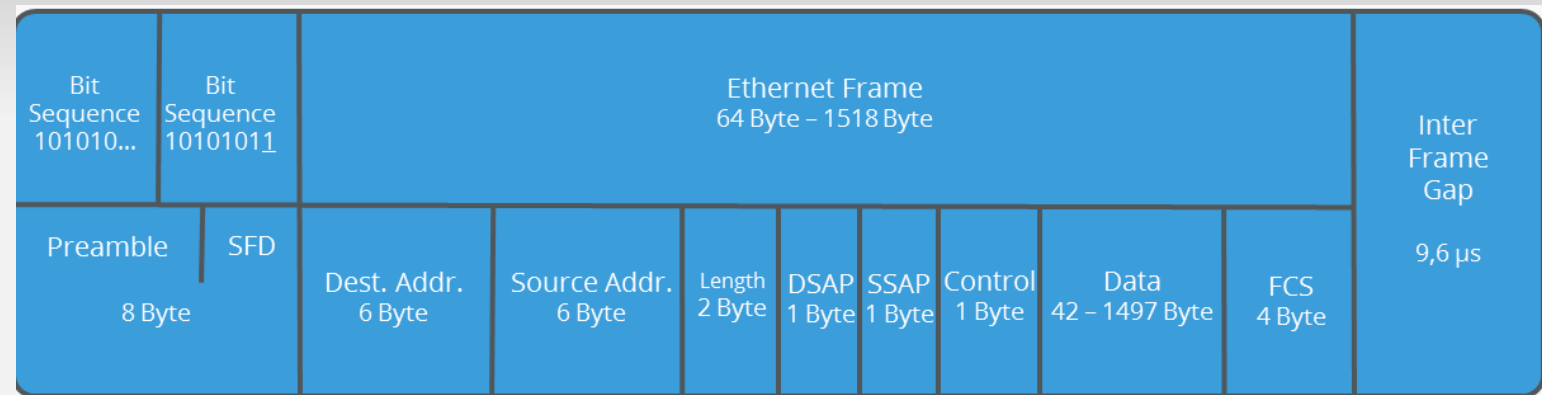 Bit
Sequence
101010...
Bit
Sequence
10101011
Ethernet Frame
64 Byte – 1518 Byte
Inter
Frame
Gap
9,6 µs
Preamble
SFD
8 Byte
Dest. Addr.
6 Byte
Source Addr.
6 Byte
Length
2 Byte
DSAP
1 Byte
SSAP
1 Byte
Control
1 Byte
Data
42 – 1497 Byte
FCS
4 Byte